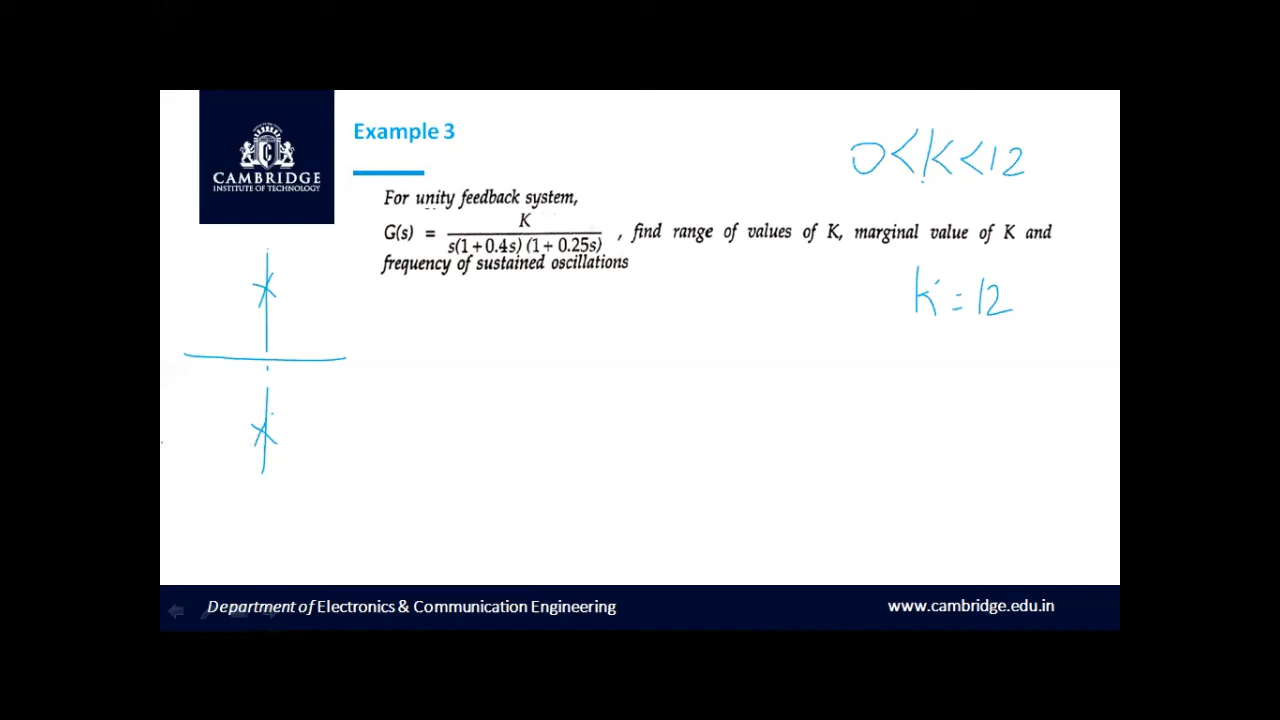 Example 3
0<K<12
CAMBRIDGE
INSTITUTE OF TECHNOLOGY
For unity feedback system,
G(s) = K / s(1+0.4s) (1+0.25s) , find range of values of K, marginal value of K and
frequency of sustained oscillations
K = 12
Department of Electronics & Communication Engineering
www.cambridge.edu.in